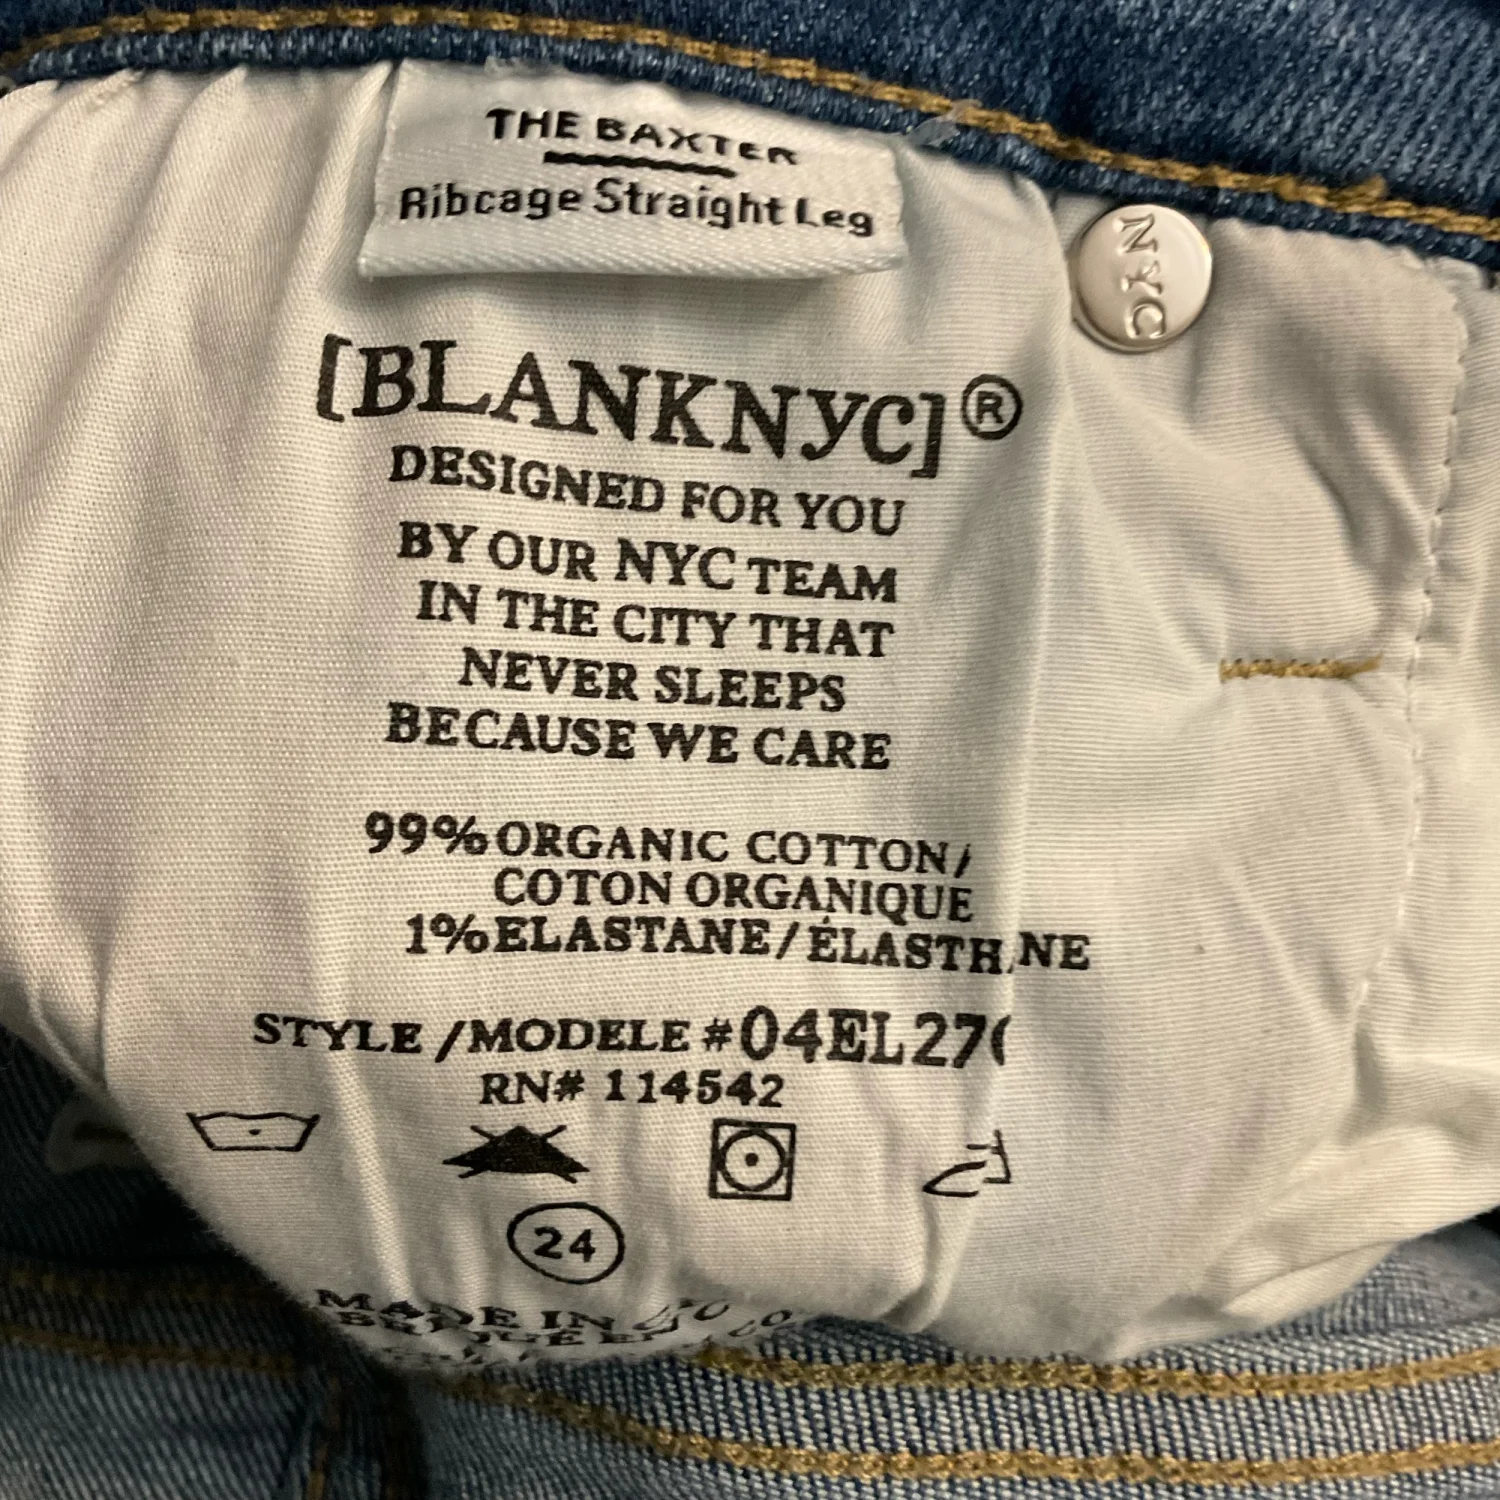 THE BAXTER
Ribcage Straight Leg
NYC
[BLANKNYC]®
DESIGNED FOR YOU
BY OUR NYC TEAM
IN THE CITY THAT
NEVER SLEEPS
BECAUSE WE CARE
99% ORGANIC COTTON/
COTON ORGANIQUE
1% ELASTANE/ÉLASTHANNE
STYLE/MODELE #04EL27
RN# 114542
24
MADE IN